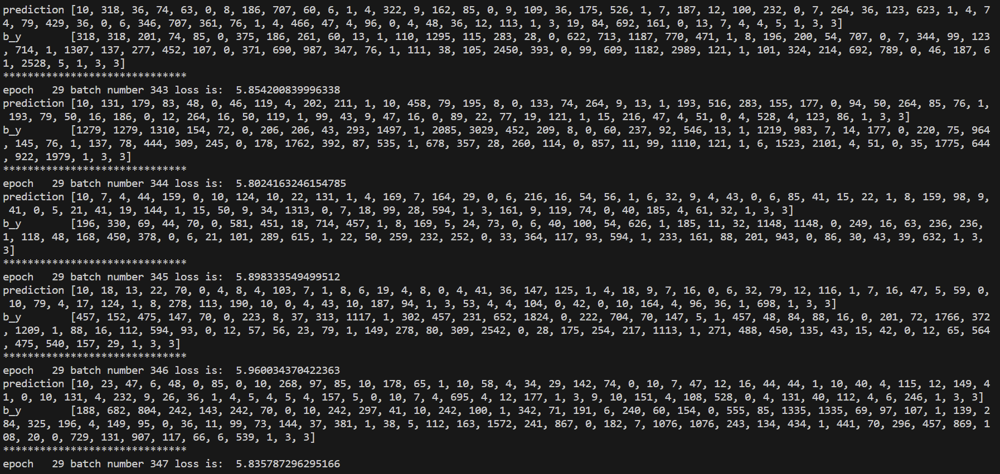 prediction [10, 318, 36, 74, 63, 0, 8, 186, 707, 60, 6, 1, 4, 322, 9, 162, 85, 0, 9, 109, 36, 175, 526, 1, 7, 187, 12, 100, 232, 0, 7, 264, 36, 123, 623, 1, 4, 7
4, 79, 429, 36, 0, 6, 346, 707, 361, 76, 1, 4, 466, 47, 4, 96, 0, 4, 48, 36, 12, 113, 1, 3, 19, 84, 692, 161, 0, 13, 7, 4, 4, 5, 1, 3, 3]
b_y        [318, 318, 201, 74, 85, 0, 375, 186, 261, 60, 13, 1, 110, 1295, 115, 283, 28, 0, 622, 713, 1187, 770, 471, 1, 8, 196, 200, 54, 707, 0, 7, 344, 99, 123
, 714, 1, 1307, 137, 277, 452, 107, 0, 371, 690, 987, 347, 76, 1, 111, 38, 105, 2450, 393, 0, 99, 609, 1182, 2989, 121, 1, 101, 324, 214, 692, 789, 0, 46, 187, 6
1, 2528, 5, 1, 3, 3]
******************************
epoch   29 batch number 343 loss is:  5.854200839996338
prediction [10, 131, 179, 83, 48, 0, 46, 119, 4, 202, 211, 1, 10, 458, 79, 195, 8, 0, 133, 74, 264, 9, 13, 1, 193, 516, 283, 155, 177, 0, 94, 50, 264, 85, 76, 1,
 193, 79, 50, 16, 186, 0, 12, 264, 16, 50, 119, 1, 99, 43, 9, 47, 16, 0, 89, 22, 77, 19, 121, 1, 15, 216, 47, 4, 51, 0, 4, 528, 4, 123, 86, 1, 3, 3]
b_y        [1279, 1279, 1310, 154, 72, 0, 206, 206, 43, 293, 1497, 1, 2085, 3029, 452, 209, 8, 0, 60, 237, 92, 546, 13, 1, 1219, 983, 7, 14, 177, 0, 220, 75, 964
, 145, 76, 1, 137, 78, 444, 309, 245, 0, 178, 1762, 392, 87, 535, 1, 678, 357, 28, 260, 114, 0, 857, 11, 99, 1110, 121, 1, 6, 1523, 2101, 4, 51, 0, 35, 1775, 644
, 922, 1979, 1, 3, 3]
******************************
epoch   29 batch number 344 loss is:  5.8024163246154785
prediction [10, 7, 4, 44, 159, 0, 10, 124, 10, 22, 131, 1, 4, 169, 7, 164, 29, 0, 6, 216, 16, 54, 56, 1, 6, 32, 9, 4, 43, 0, 6, 85, 41, 15, 22, 1, 8, 159, 98, 9,
 41, 0, 5, 21, 41, 19, 144, 1, 15, 50, 9, 34, 1313, 0, 7, 18, 99, 28, 594, 1, 3, 161, 9, 119, 74, 0, 40, 185, 4, 61, 32, 1, 3, 3]
b_y        [196, 330, 69, 44, 70, 0, 581, 451, 18, 714, 457, 1, 8, 169, 5, 24, 73, 0, 6, 40, 100, 54, 626, 1, 185, 11, 32, 1148, 1148, 0, 249, 16, 63, 236, 236,
1, 118, 48, 168, 450, 378, 0, 6, 21, 101, 289, 615, 1, 22, 50, 259, 232, 252, 0, 33, 364, 117, 93, 594, 1, 233, 161, 88, 201, 943, 0, 86, 30, 43, 39, 632, 1, 3,
3]
******************************
epoch   29 batch number 345 loss is:  5.898333549499512
prediction [10, 18, 13, 22, 70, 0, 4, 8, 4, 103, 7, 1, 8, 6, 19, 4, 8, 0, 4, 41, 36, 147, 125, 1, 4, 18, 9, 7, 16, 0, 6, 32, 79, 12, 116, 1, 7, 16, 47, 5, 59, 0,
 10, 79, 4, 17, 124, 1, 8, 278, 113, 190, 10, 0, 4, 43, 10, 187, 94, 1, 3, 53, 4, 4, 104, 0, 42, 0, 10, 164, 4, 96, 36, 1, 698, 1, 3, 3]
b_y        [457, 152, 475, 147, 70, 0, 223, 8, 37, 313, 1117, 1, 302, 457, 231, 652, 1824, 0, 222, 704, 70, 147, 5, 1, 457, 48, 84, 88, 16, 0, 201, 72, 1766, 372
, 1209, 1, 88, 16, 112, 594, 93, 0, 12, 57, 56, 23, 79, 1, 149, 278, 80, 309, 2542, 0, 28, 175, 254, 217, 1113, 1, 271, 488, 450, 135, 43, 15, 42, 0, 12, 65, 564
, 475, 540, 157, 29, 1, 3, 3]
******************************
epoch   29 batch number 346 loss is:  5.960034370422363
prediction [10, 23, 47, 6, 48, 0, 85, 0, 10, 268, 97, 85, 10, 178, 65, 1, 10, 58, 4, 34, 29, 142, 74, 0, 10, 7, 47, 12, 16, 44, 44, 1, 10, 40, 4, 115, 12, 149, 4
1, 0, 10, 131, 4, 232, 9, 26, 36, 1, 4, 5, 4, 5, 4, 157, 5, 0, 10, 7, 4, 695, 4, 12, 177, 1, 3, 9, 10, 151, 4, 108, 528, 0, 4, 131, 40, 112, 4, 6, 246, 1, 3, 3]
b_y        [188, 682, 804, 242, 143, 242, 70, 0, 10, 242, 297, 41, 10, 242, 100, 1, 342, 71, 191, 6, 240, 60, 154, 0, 555, 85, 1335, 1335, 69, 97, 107, 1, 139, 2
84, 325, 196, 4, 149, 95, 0, 36, 11, 99, 73, 144, 37, 381, 1, 38, 5, 112, 163, 1572, 241, 867, 0, 182, 7, 1076, 1076, 243, 134, 434, 1, 441, 70, 296, 457, 869, 1
08, 20, 0, 729, 131, 907, 117, 66, 6, 539, 1, 3, 3]
******************************
epoch   29 batch number 347 loss is:  5.835787296295166